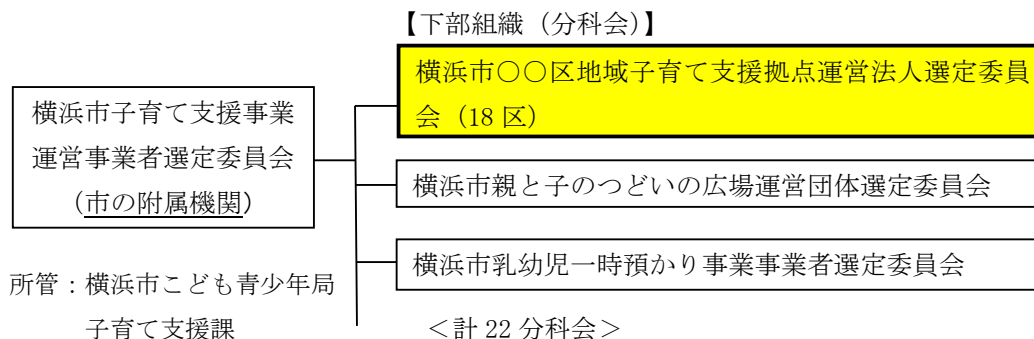 【下部組織（分科会）】
横浜市〇〇区地域子育て支援拠点運営法人選定委員
会（18 区）
横浜市子育て支援事業
運営事業者選定委員会
（市の附属機関）
横浜市親と子のつどいの広場運営団体選定委員会
横浜市乳幼児一時預かり事業事業者選定委員会
所管：横浜市こども青少年局
子育て支援課
＜計 22 分科会＞